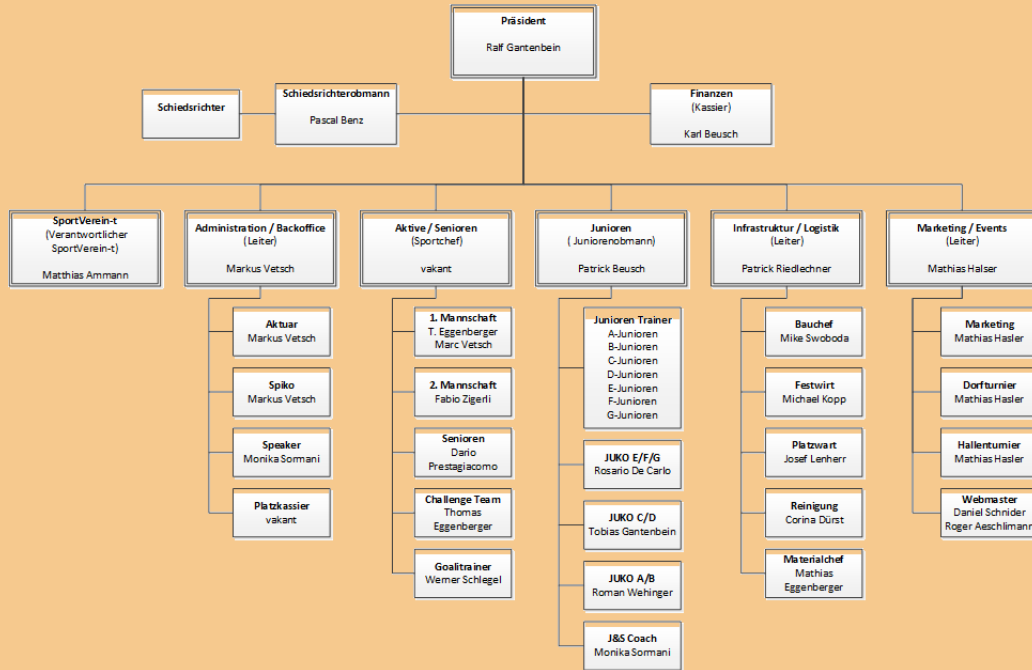 Präsident
Ralf Gantenbein
Schiedsrichter
Schiedsrichterobmann
Pascal Benz
Finanzen
(Kassier)
Karl Beusch
SportVerein-t
(Verantwortlicher
SportVerein-t)
Matthias Ammann
Administration / Backoffice
(Leiter)
Markus Vetsch
Aktive / Senioren
(Sportchef)
vakant
Junioren
( Juniorenobmann)
Patrick Beusch
Infrastruktur / Logistik
(Leiter)
Patrick Riedlechner
Marketing / Events
(Leiter)
Mathias Halser
Aktuar
Markus Vetsch
Spiko
Markus Vetsch
Speaker
Monika Sormani
Platzkassier
vakant
1. Mannschaft
T. Eggenberger
Marc Vetsch
2. Mannschaft
Fabio Zigerli
Senioren
Dario
Prestagiacomo
Challenge Team
Thomas
Eggenberger
Goalitrainer
Werner Schlegel
Junioren Trainer
A-Junioren
B-Junioren
C-Junioren
D-Junioren
E-Junioren
F-Junioren
G-Junioren
JUKO E/F/G
Rosario De Carlo
JUKO C/D
Tobias Gantenbein
JUKO A/B
Roman Wehinger
J&S Coach
Monika Sormani
Bauchef
Mike Swoboda
Festwirt
Michael Kopp
Platzwart
Josef Lenherr
Reinigung
Corina Dürst
Materialchef
Mathias
Eggenberger
Marketing
Mathias Hasler
Dorfturnier
Mathias Hasler
Hallenturnier
Mathias Hasler
Webmaster
Daniel Schnider
Roger Aeschlimann